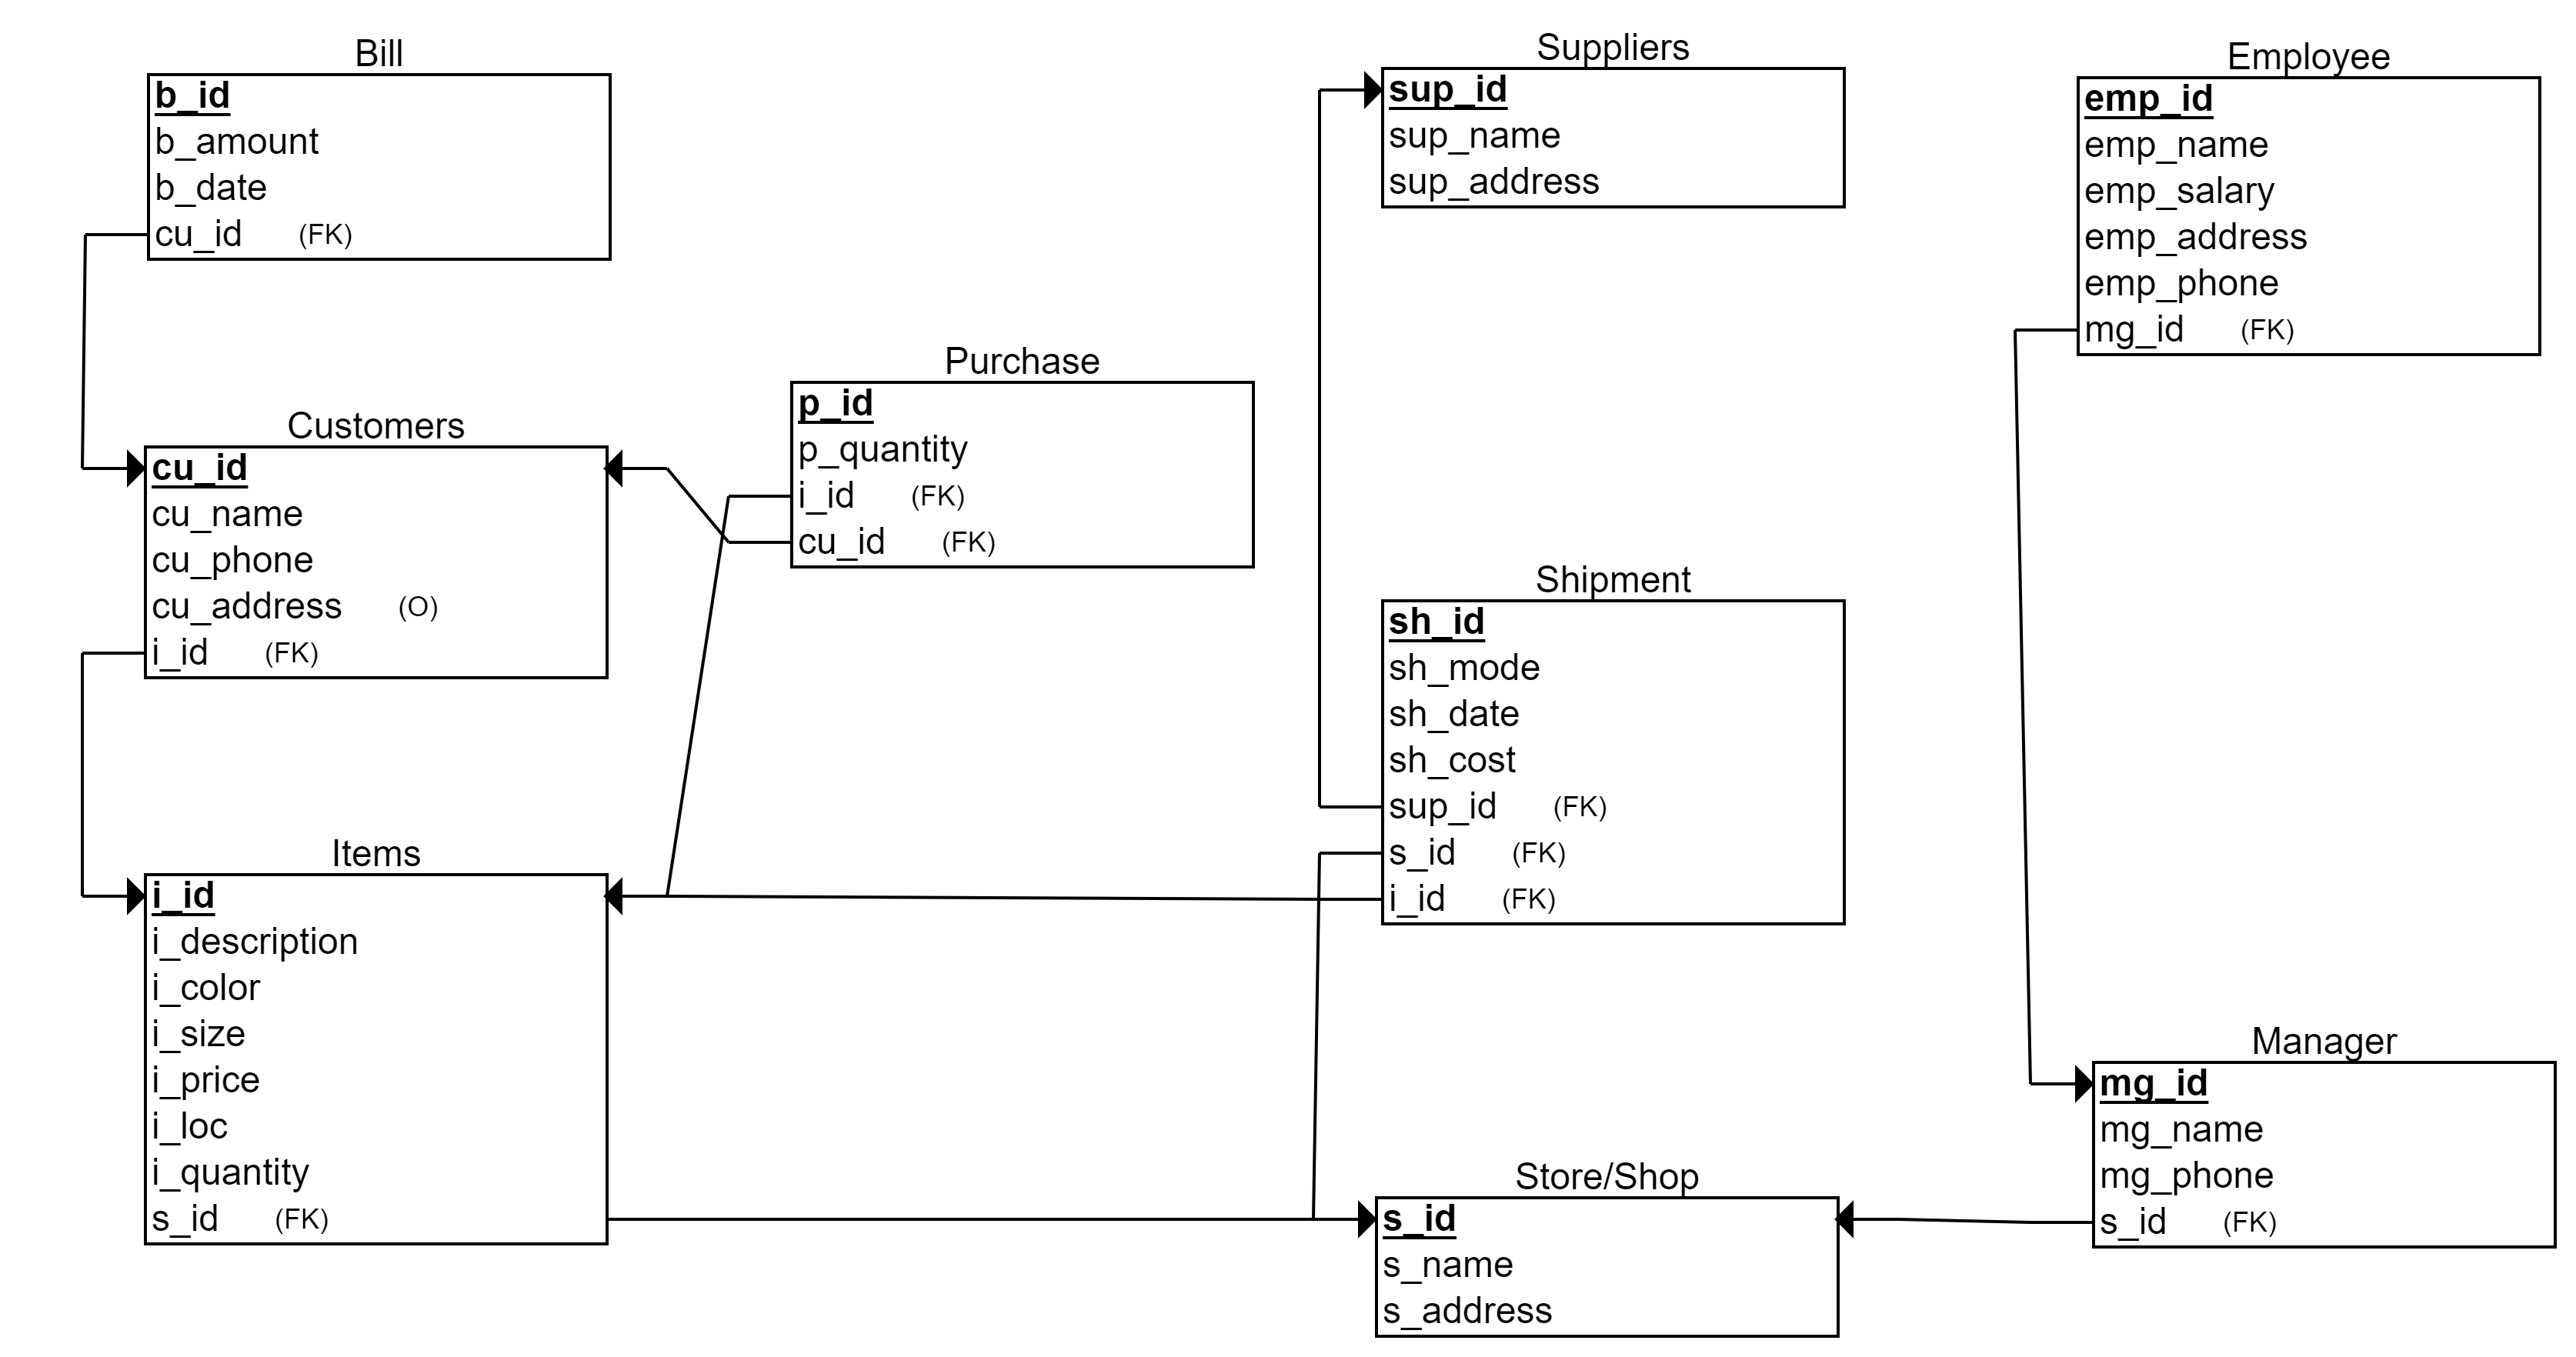 Bill
b_id
b_amount
b_date
cu_id (FK)
Customers
cu_id
cu_name
cu_phone
cu_address (O)
i_id (FK)
Items
i_id
i_description
i_color
i_size
i_price
i_loc
i_quantity
s_id (FK)
Purchase
p_id
p_quantity
i_id (FK)
cu_id (FK)
Suppliers
sup_id
sup_name
sup_address
Shipment
sh_id
sh_mode
sh_date
sh_cost
sup_id (FK)
s_id (FK)
i_id (FK)
Store/Shop
s_id
s_name
s_address
Employee
emp_id
emp_name
emp_salary
emp_address
emp_phone
mg_id (FK)
Manager
mg_id
mg_name
mg_phone
s_id (FK)